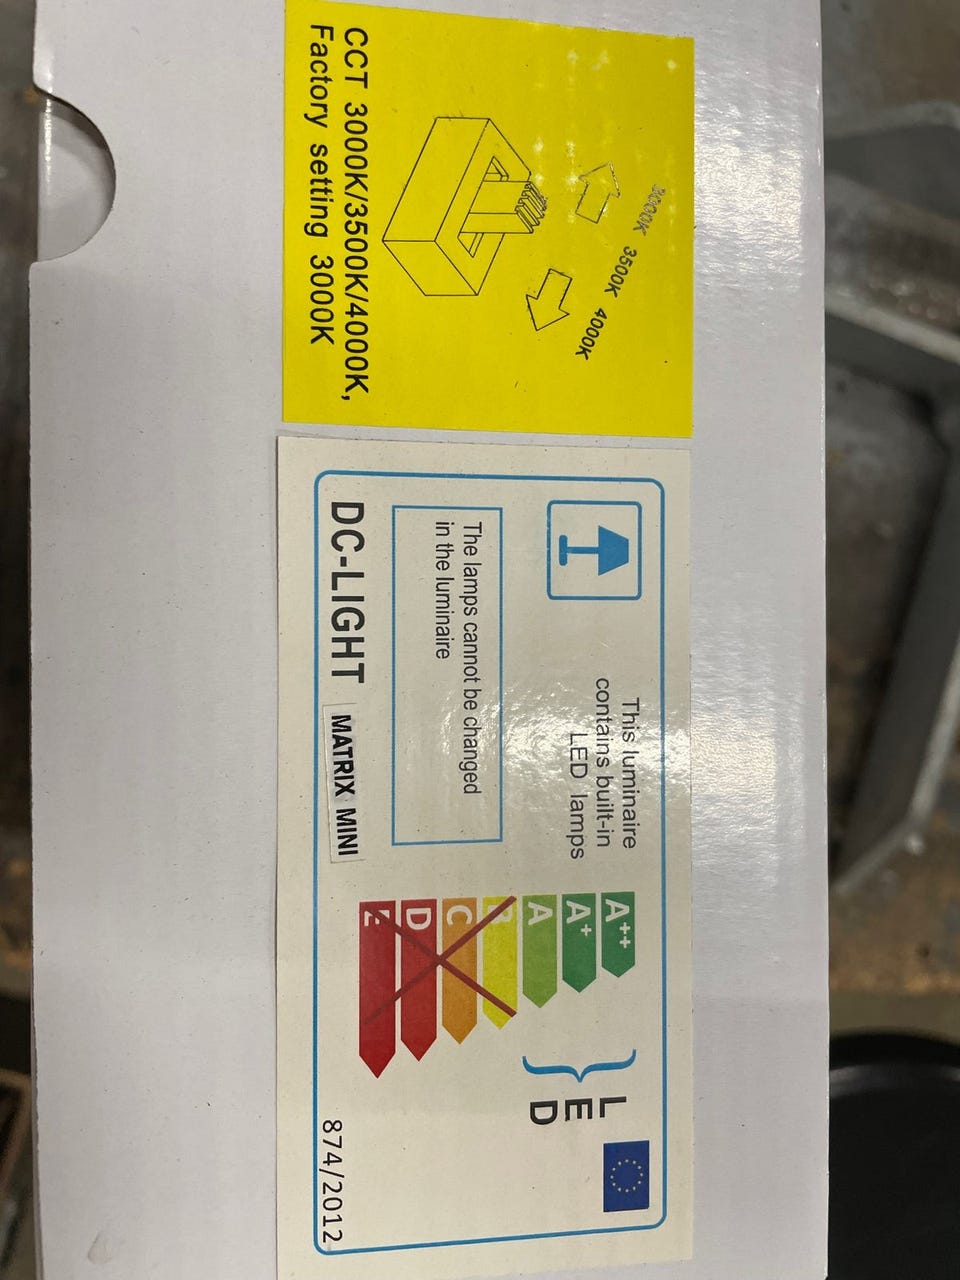 3000K 3500K 4000K
CCT 3000K/3500K/4000K,
Factory setting 3000K
This luminaire
contains built-in
LED lamps
The lamps cannot be changed
in the luminaire
DC-LIGHT MATRIX MINI
A++
A+
A
B
C
D
E
L
E
D
874/2012